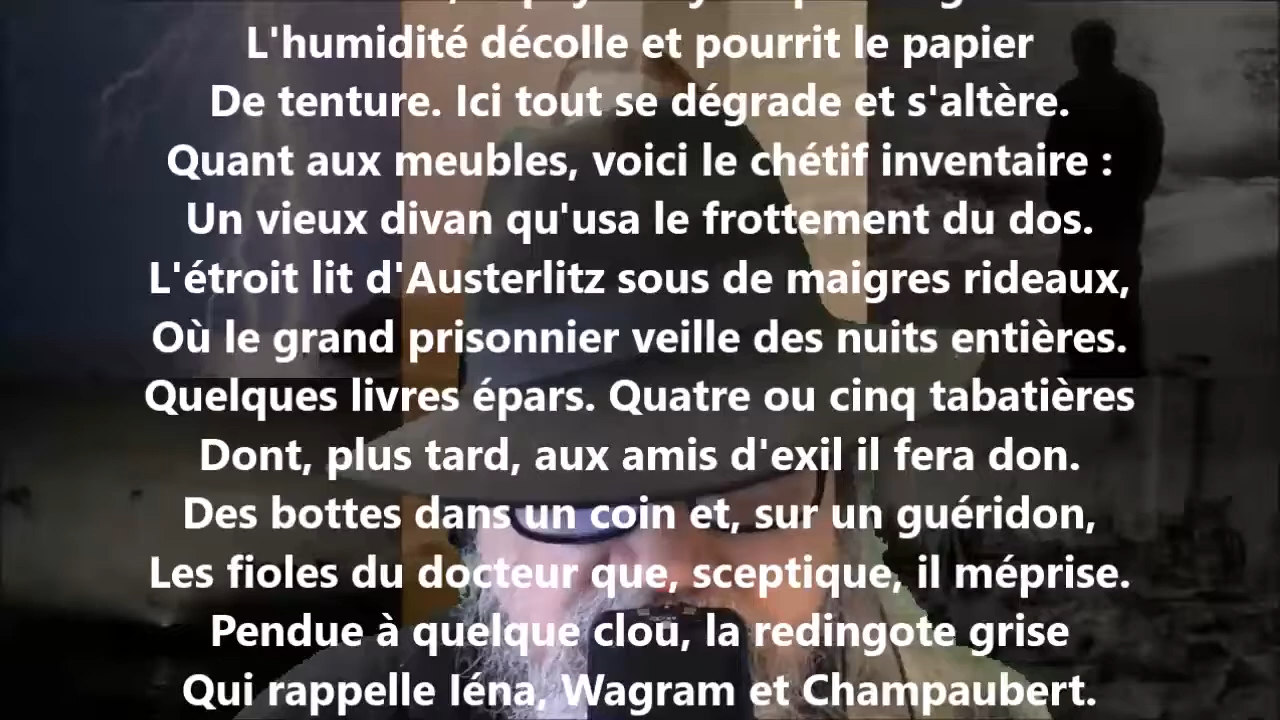 L'humidité décolle et pourrit le papier
De tenture. Ici tout se dégrade et s'altère.
Quant aux meubles, voici le chétif inventaire :
Un vieux divan qu'usa le frottement du dos.
L'étroit lit d'Austerlitz sous de maigres rideaux,
Où le grand prisonnier veille des nuits entières.
Quelques livres épars. Quatre ou cinq tabatières
Dont, plus tard, aux amis d'exil il fera don.
Des bottes dans un coin et, sur un guéridon,
Les fioles du docteur que, sceptique, il méprise.
Pendue à quelque clou, la redingote grise
Qui rappelle Iéna, Wagram et Champaubert.